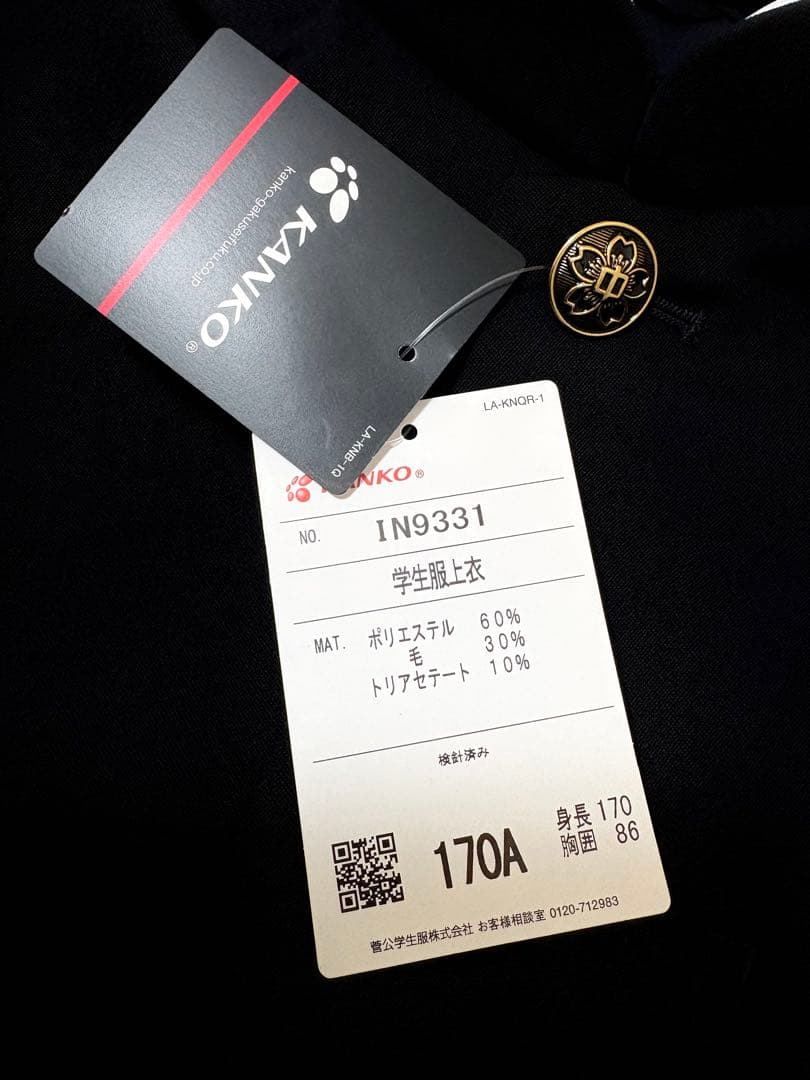 kanko-gakuseifuku.co.jp
KANKO®
LA-KNB-1Q
中
LA-KNQR-1
KANKO®
NO. IN9331
学生服上衣
MAT. ポリエステル 60%
毛 30%
トリアセテート 10%
検針済み
170A
身長 170
胸囲 86
菅公学生服株式会社 お客様相談室 0120-712983